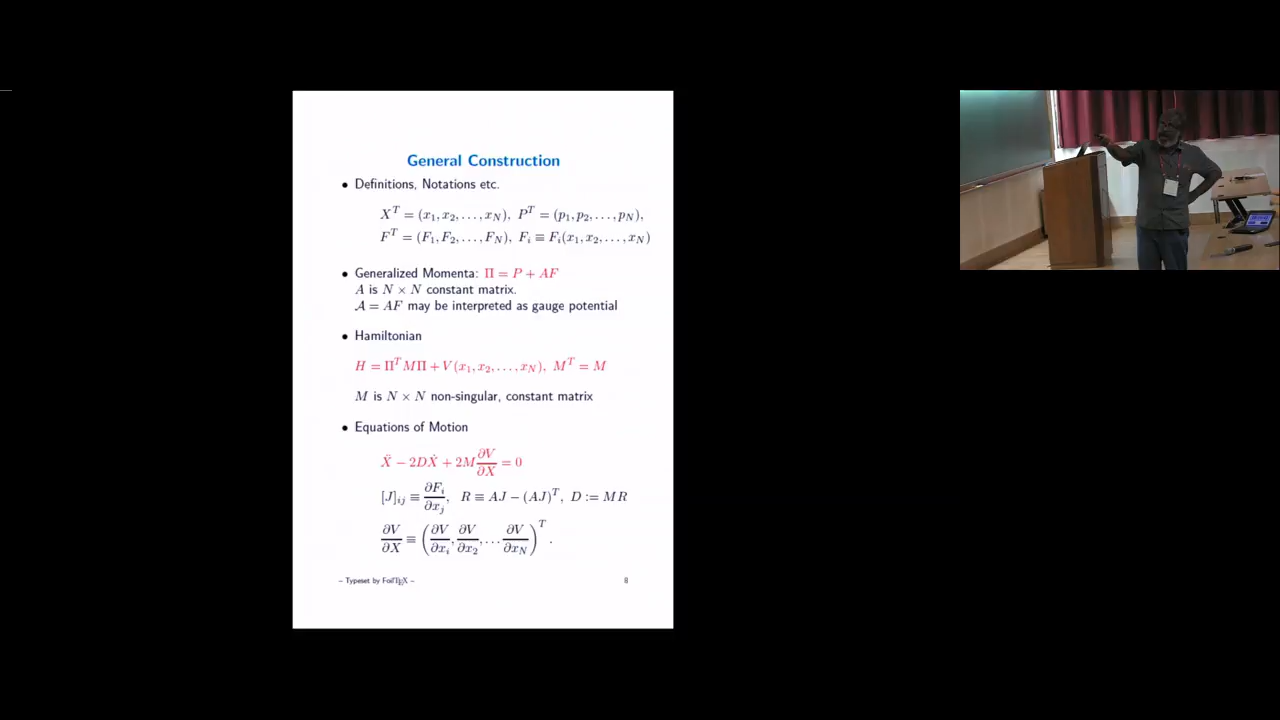 General Construction
• Definitions, Notations etc.
X^T = (x_1, x_2, . . . , x_N), P^T = (p_1, p_2, . . . , p_N),
F^T = (F_1, F_2, . . . , F_N), F_i ≡ F_i(x_1, x_2, . . . , x_N)
• Generalized Momenta: Π = P + AF
A is N × N constant matrix.
𝒜 = AF may be interpreted as gauge potential
• Hamiltonian
H = Π^T MΠ + V(x_1, x_2, . . . , x_N), M^T = M
M is N × N non-singular, constant matrix
• Equations of Motion
Ẍ − 2DẊ + 2M ∂V/∂X = 0
[J]_ij ≡ ∂F_i/∂x_j, R ≡ AJ − (AJ)^T, D := MR
∂V/∂X ≡ (∂V/∂x_i, ∂V/∂x_2, . . . ∂V/∂x_N)^T .
– Typeset by FoilTEX –
8